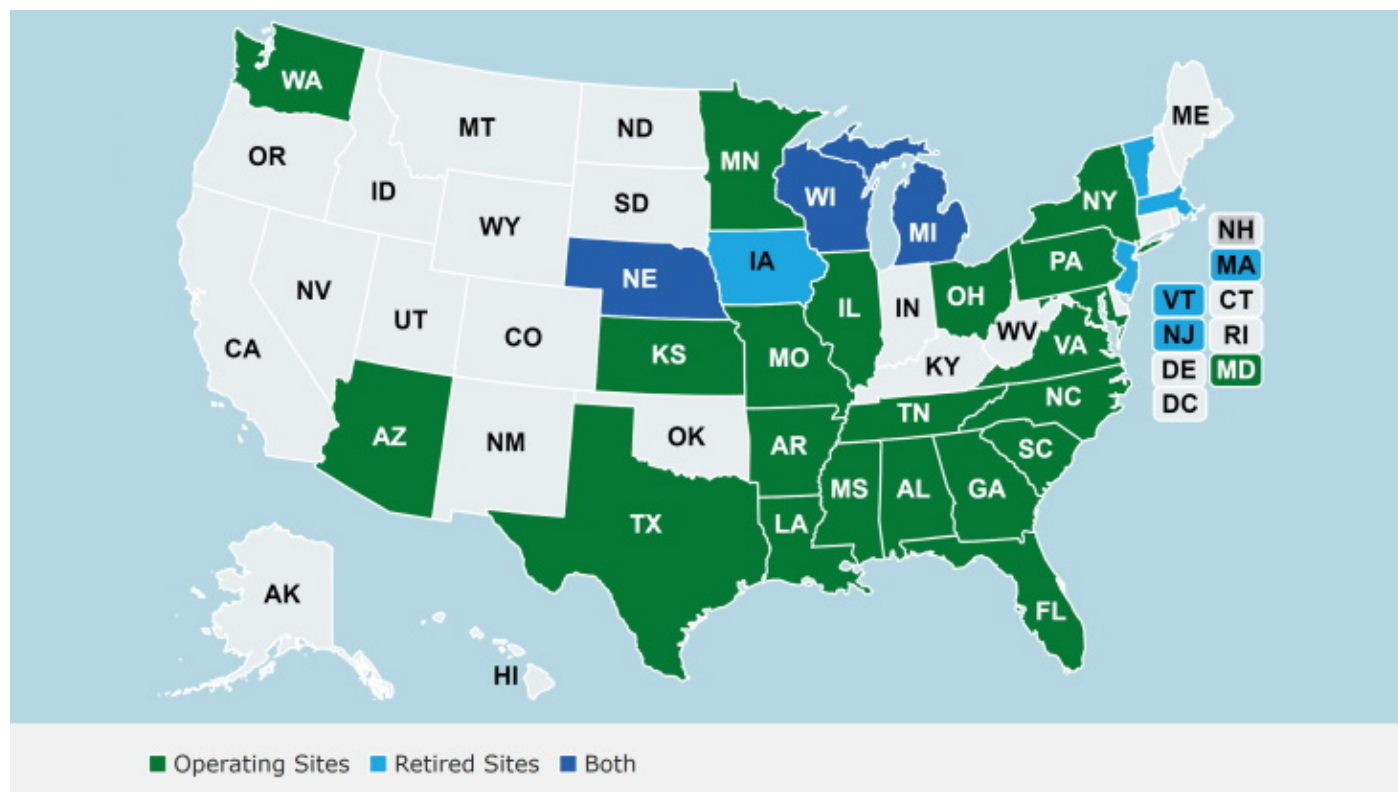 WA
MT
ND
MN
ME
OR
ID
SD
WI
NY
WY
MI
NH
IA
PA
MA
NE
NV
IL
IN
OH
VT
CT
UT
CO
WV
NJ
RI
CA
KS
MO
VA
KY
DE
MD
NC
DC
AZ
NM
OK
TN
AR
SC
MS
AL
GA
TX
LA
AK
FL
HI
Operating Sites Retired Sites Both